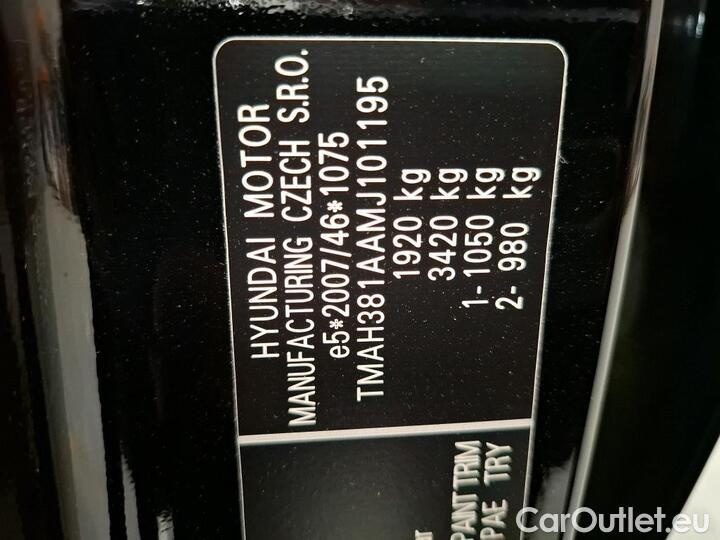 HYUNDAI MOTOR
MANUFACTURING CZECH S.R.O.
e5*2007/46*1075
TMAH381AAMJ101195
1920 kg
3420 kg
1- 1050 kg
2- 980 kg
PAINT TRIM
PAE TRY
CarOutlet.eu